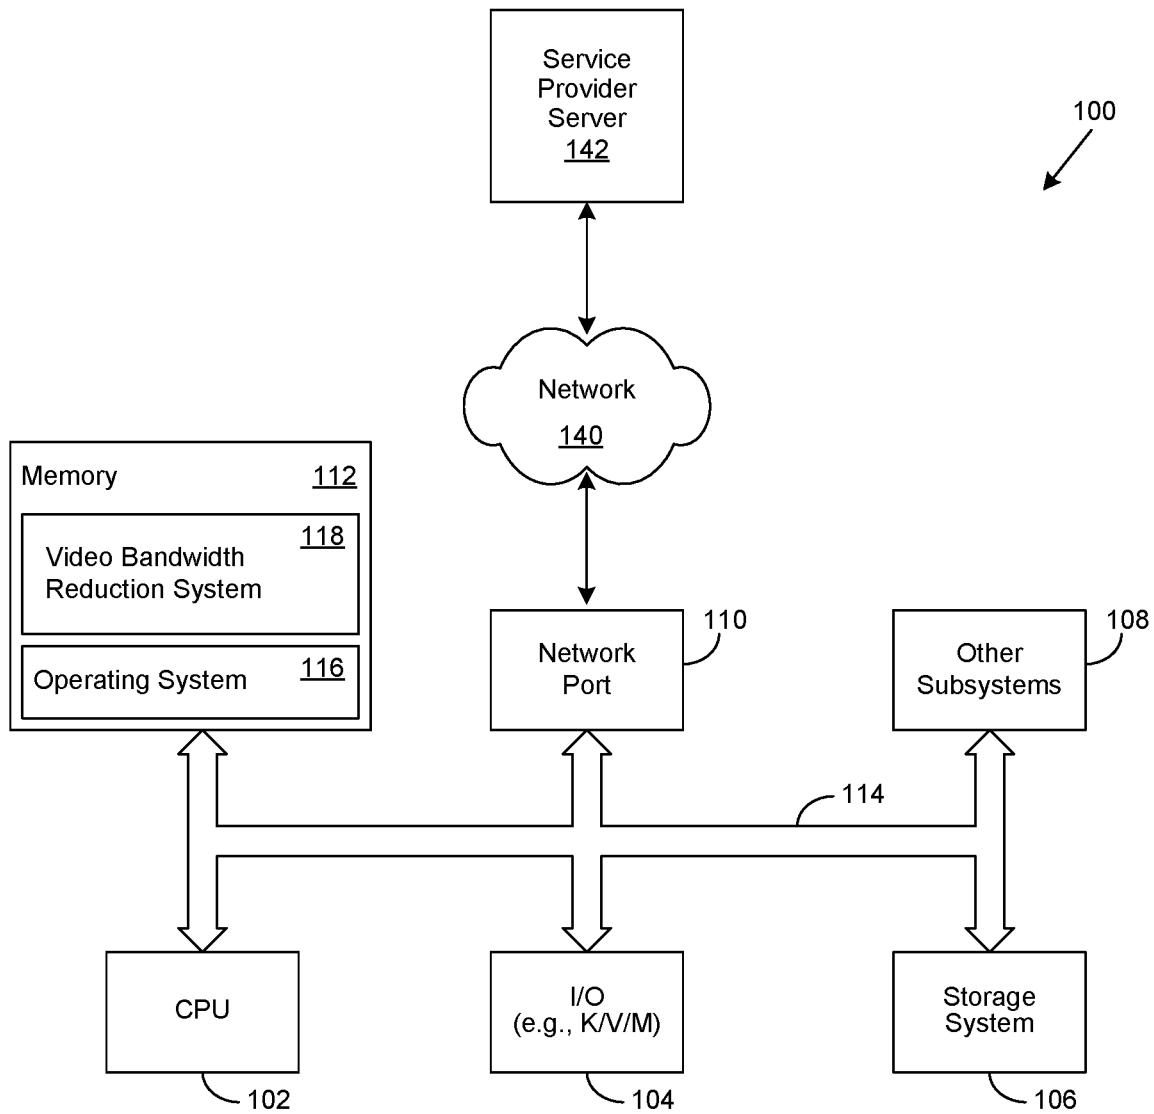 Service
Provider
Server
142
100
Network
140
Memory 112
118
Video Bandwidth
Reduction System
Operating System 116
110
Network
Port
108
Other
Subsystems
114
CPU
102
I/O
(e.g., K/V/M)
104
Storage
System
106